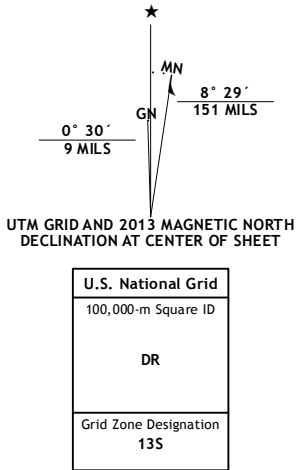 MN
GN
8° 29´
151 MILS
0° 30´
9 MILS
UTM GRID AND 2013 MAGNETIC NORTH
DECLINATION AT CENTER OF SHEET
U.S. National Grid
100,000-m Square ID
DR
Grid Zone Designation
13S